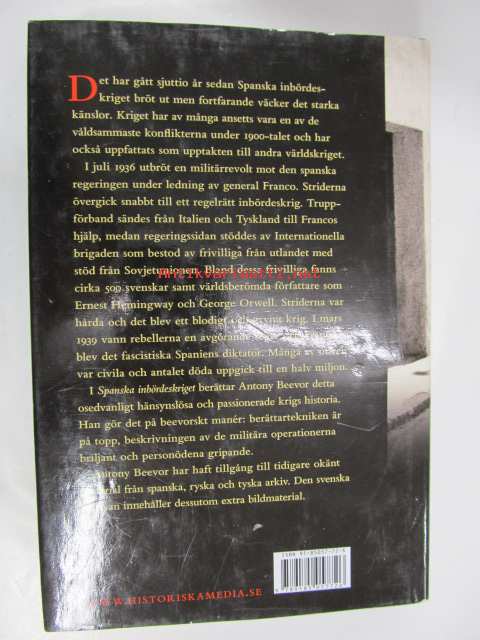 Det har gått sjuttio år sedan Spanska inbördes-
kriget bröt ut men fortfarande väcker det starka
känslor. Kriget har av många ansetts vara en av de
våldsammaste konflikterna under 1900-talet och har
också uppfattats som upptakten till andra världskriget.
I juli 1936 utbröt en militärrevolt mot den spanska
regeringen under ledning av general Franco. Striderna
övergick snabbt till ett regelrätt inbördeskrig. Trupp-
förband sändes från Italien och Tyskland till Francos
hjälp, medan regeringssidan stöddes av Internationella
brigaden som bestod av frivilliga från utlandet med
stöd från Sovjetunionen. Bland dessa frivilliga fanns
cirka 500 svenskar samt världsberömda författare som
Ernest Hemingway och George Orwell. Striderna var
hårda och det blev ett blodigt och grymt krig. I mars
1939 vann rebellerna en avgörande
blev det fascistiska Spaniens diktator. Många av offren
var civila och antalet döda uppgick till en halv miljon.
I Spanska inbördeskriget berättar Antony Beevor detta
osedvanligt hänsynslösa och passionerade krigs historia.
Han gör det på beevorskt manér: berättartekniken är
på topp, beskrivningen av de militära operationerna
briljant och personödena gripande.
Antony Beevor har haft tillgång till tidigare okänt
från spanska, ryska och tyska arkiv. Den svenska
innehåller dessutom extra bildmaterial.
WWW.HISTORISKAMEDIA.SE